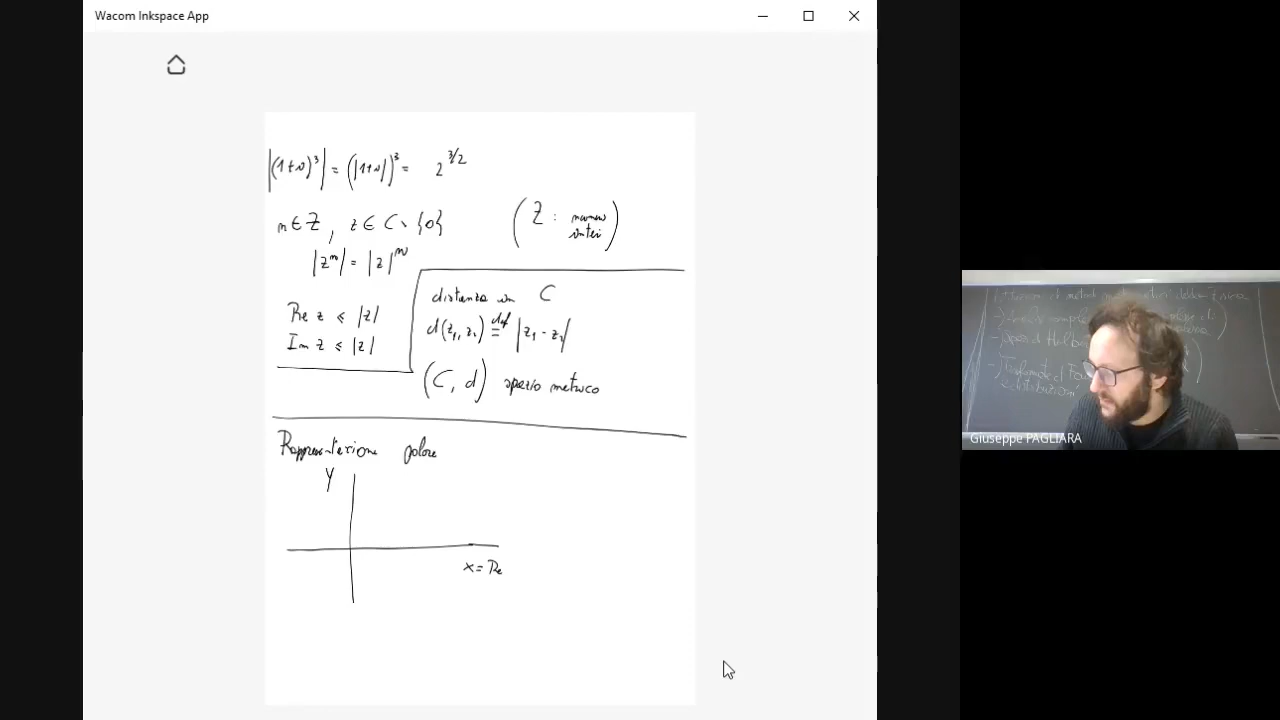 Wacom Inkspace App
|(1+i)³| = (|1+i|)³ = 2^{3/2}
n ∈ Z, z ∈ C \ {0}
(Z : numeri
interi)
|zⁿ| = |z|ⁿ
Re z ≤ |z|
Im z ≤ |z|
distanza in C
d(z₁, z₂) ≝ |z₁ - z₂|
(C, d) spazio metrico
Rappresentazione polare
Y
x = Re
Giuseppe PAGLIARA